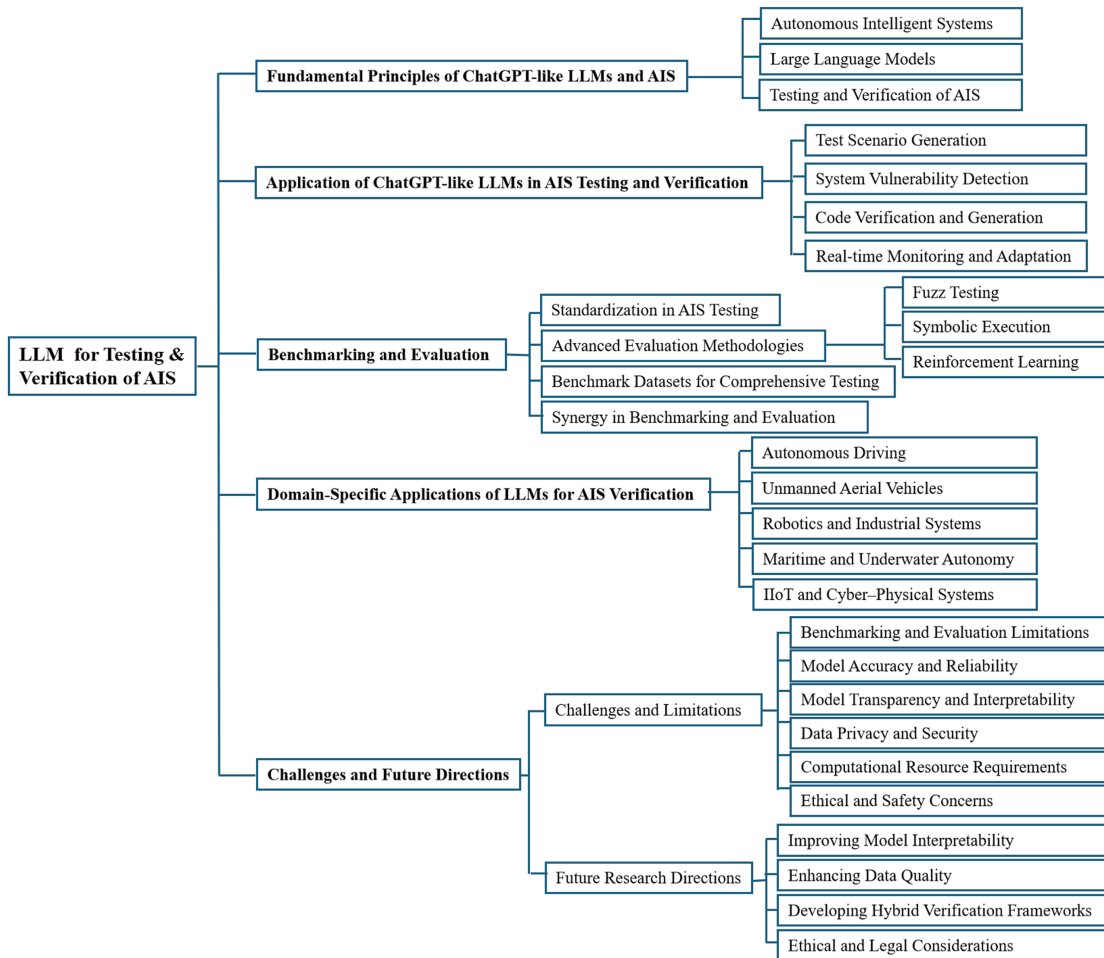 LLM for Testing &
Verification of AIS
Fundamental Principles of ChatGPT-like LLMs and AIS
Autonomous Intelligent Systems
Large Language Models
Testing and Verification of AIS
Application of ChatGPT-like LLMs in AIS Testing and Verification
Test Scenario Generation
System Vulnerability Detection
Code Verification and Generation
Real-time Monitoring and Adaptation
Benchmarking and Evaluation
Standardization in AIS Testing
Advanced Evaluation Methodologies
Fuzz Testing
Symbolic Execution
Reinforcement Learning
Benchmark Datasets for Comprehensive Testing
Synergy in Benchmarking and Evaluation
Domain-Specific Applications of LLMs for AIS Verification
Autonomous Driving
Unmanned Aerial Vehicles
Robotics and Industrial Systems
Maritime and Underwater Autonomy
IIoT and Cyber–Physical Systems
Challenges and Future Directions
Challenges and Limitations
Benchmarking and Evaluation Limitations
Model Accuracy and Reliability
Model Transparency and Interpretability
Data Privacy and Security
Computational Resource Requirements
Ethical and Safety Concerns
Future Research Directions
Improving Model Interpretability
Enhancing Data Quality
Developing Hybrid Verification Frameworks
Ethical and Legal Considerations